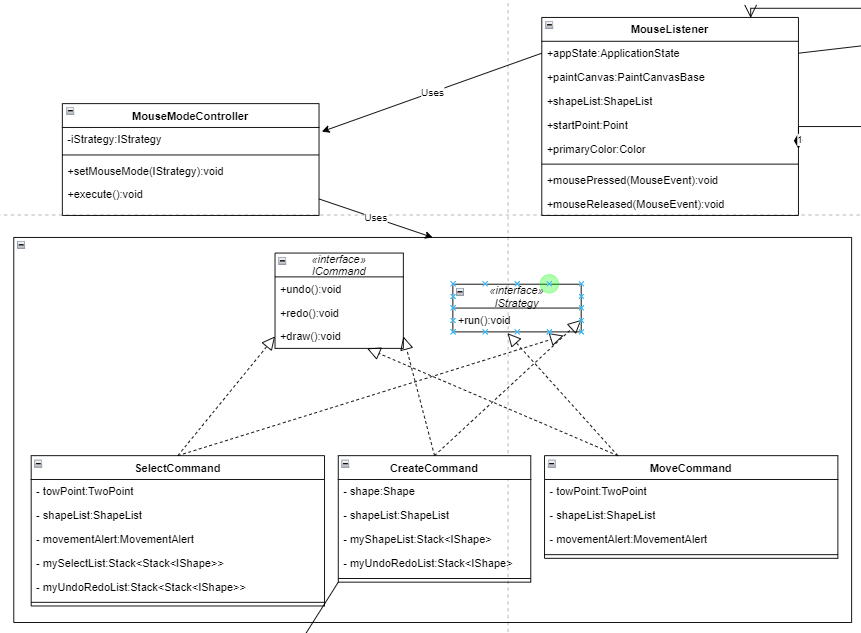 MouseListener
+appState:ApplicationState
+paintCanvas:PaintCanvasBase
+shapeList:ShapeList
+startPoint:Point
+primaryColor:Color
1
+mousePressed(MouseEvent):void
+mouseReleased(MouseEvent):void
Uses
MouseModeController
-iStrategy:IStrategy
+setMouseMode(IStrategy):void
+execute():void
Uses
«interface»
ICommand
+undo():void
+redo():void
+draw():void
«interface»
IStrategy
+run():void
SelectCommand
- towPoint:TwoPoint
- shapeList:ShapeList
- movementAlert:MovementAlert
- mySelectList:Stack<Stack<IShape>>
- myUndoRedoList:Stack<Stack<IShape>>
CreateCommand
- shape:Shape
- shapeList:ShapeList
- myShapeList:Stack<IShape>
- myUndoRedoList:Stack<IShape>
MoveCommand
- towPoint:TwoPoint
- shapeList:ShapeList
- movementAlert:MovementAlert